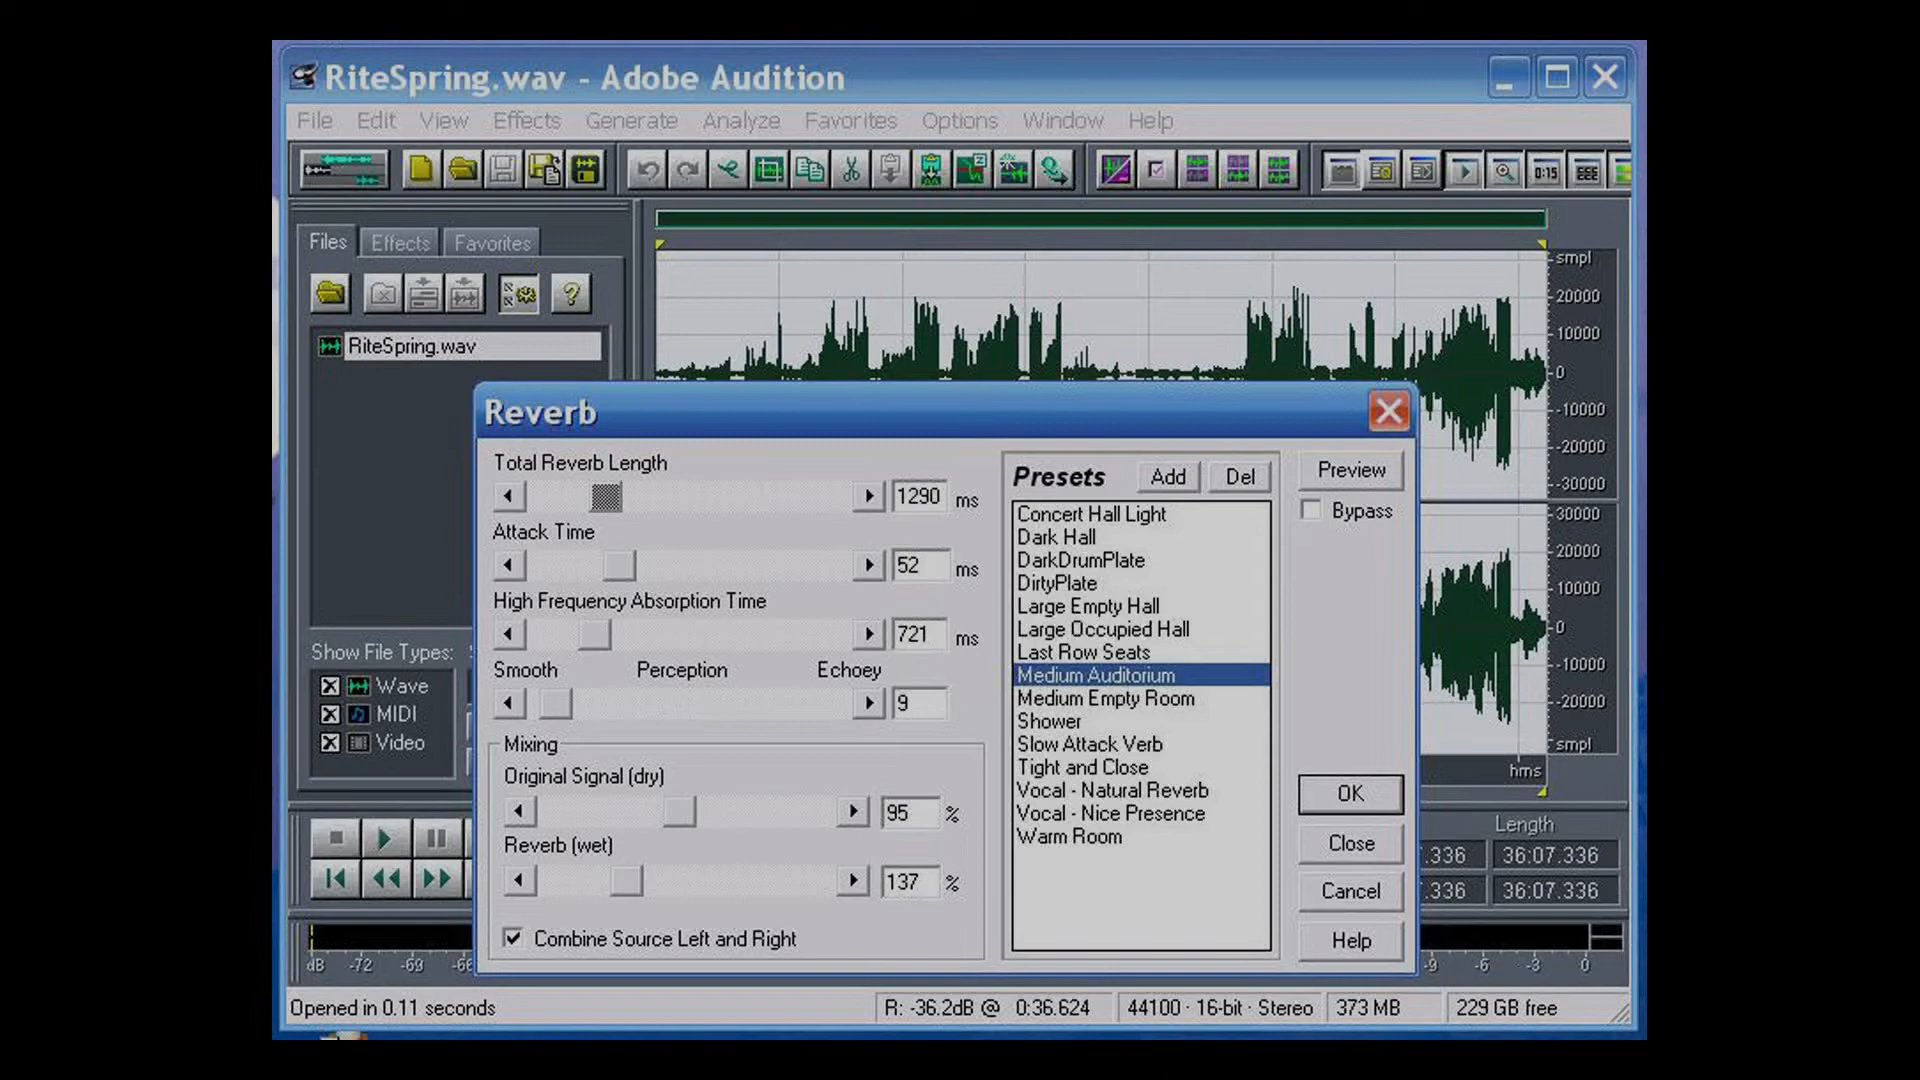 RiteSpring.wav - Adobe Audition
File Edit View Effects Generate Analyze Favorites Options Window Help
0:15
Files Effects Favorites
RiteSpring.wav
Show File Types:
Wave
MIDI
Video
smpl
20000
10000
0
-10000
-20000
-30000
30000
20000
10000
0
-10000
-20000
smpl
hms
Reverb
Total Reverb Length
1290 ms
Attack Time
52 ms
High Frequency Absorption Time
721 ms
Smooth Perception Echoey
9
Mixing
Original Signal (dry)
95 %
Reverb (wet)
137 %
Combine Source Left and Right
Presets Add Del
Concert Hall Light
Dark Hall
DarkDrumPlate
DirtyPlate
Large Empty Hall
Large Occupied Hall
Last Row Seats
Medium Auditorium
Medium Empty Room
Shower
Slow Attack Verb
Tight and Close
Vocal - Natural Reverb
Vocal - Nice Presence
Warm Room
Preview
Bypass
OK
Close
Cancel
Help
Length
.336 36:07.336
.336 36:07.336
dB -72 -69 -66 -9 -6 -3 0
Opened in 0.11 seconds R: -36.2dB @ 0:36.624 44100 · 16-bit · Stereo 373 MB 229 GB free